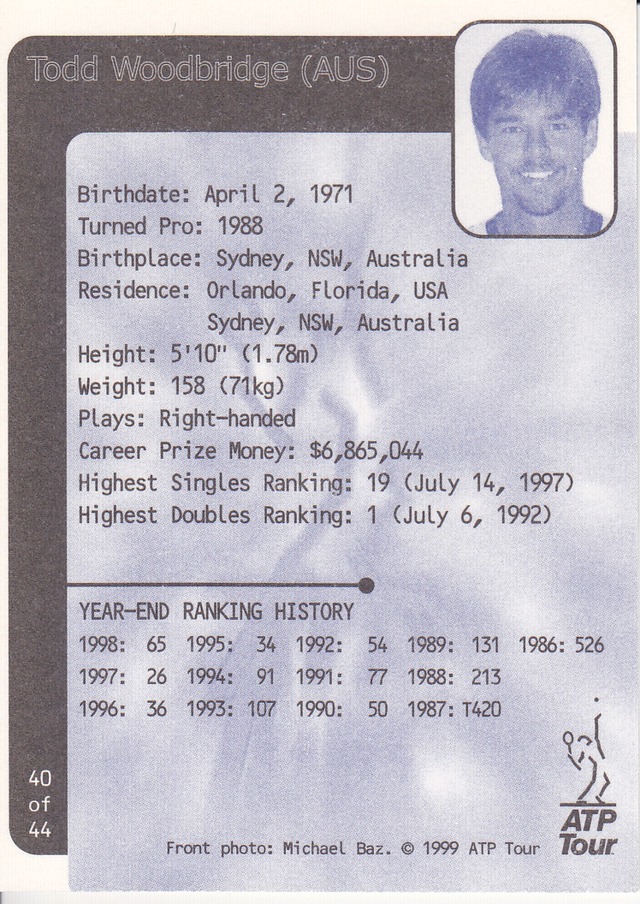 Todd Woodbridge (AUS)
Birthdate: April 2, 1971
Turned Pro: 1988
Birthplace: Sydney, NSW, Australia
Residence: Orlando, Florida, USA
Sydney, NSW, Australia
Height: 5'10" (1.78m)
Weight: 158 (71kg)
Plays: Right-handed
Career Prize Money: $6,865,044
Highest Singles Ranking: 19 (July 14, 1997)
Highest Doubles Ranking: 1 (July 6, 1992)
YEAR-END RANKING HISTORY
1998: 65 1995: 34 1992: 54 1989: 131 1986: 526
1997: 26 1994: 91 1991: 77 1988: 213
1996: 36 1993: 107 1990: 50 1987: T420
40
of
44
Front photo: Michael Baz. © 1999 ATP Tour
ATP
Tour